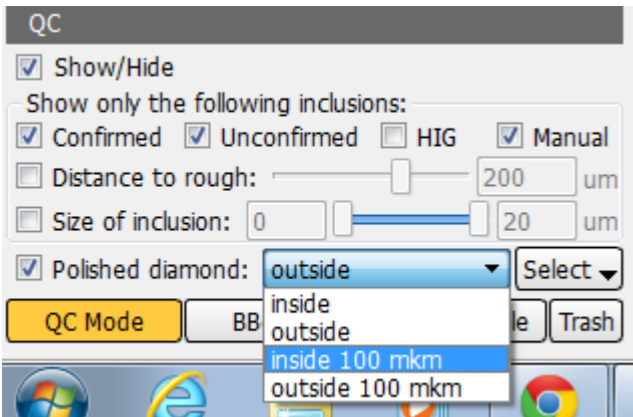 QC
Show/Hide
Show only the following inclusions:
Confirmed Unconfirmed HIG Manual
Distance to rough: 200 um
Size of inclusion: 0 20 um
Polished diamond: outside Select
inside
outside
inside 100 mkm
outside 100 mkm
QC Mode Trash